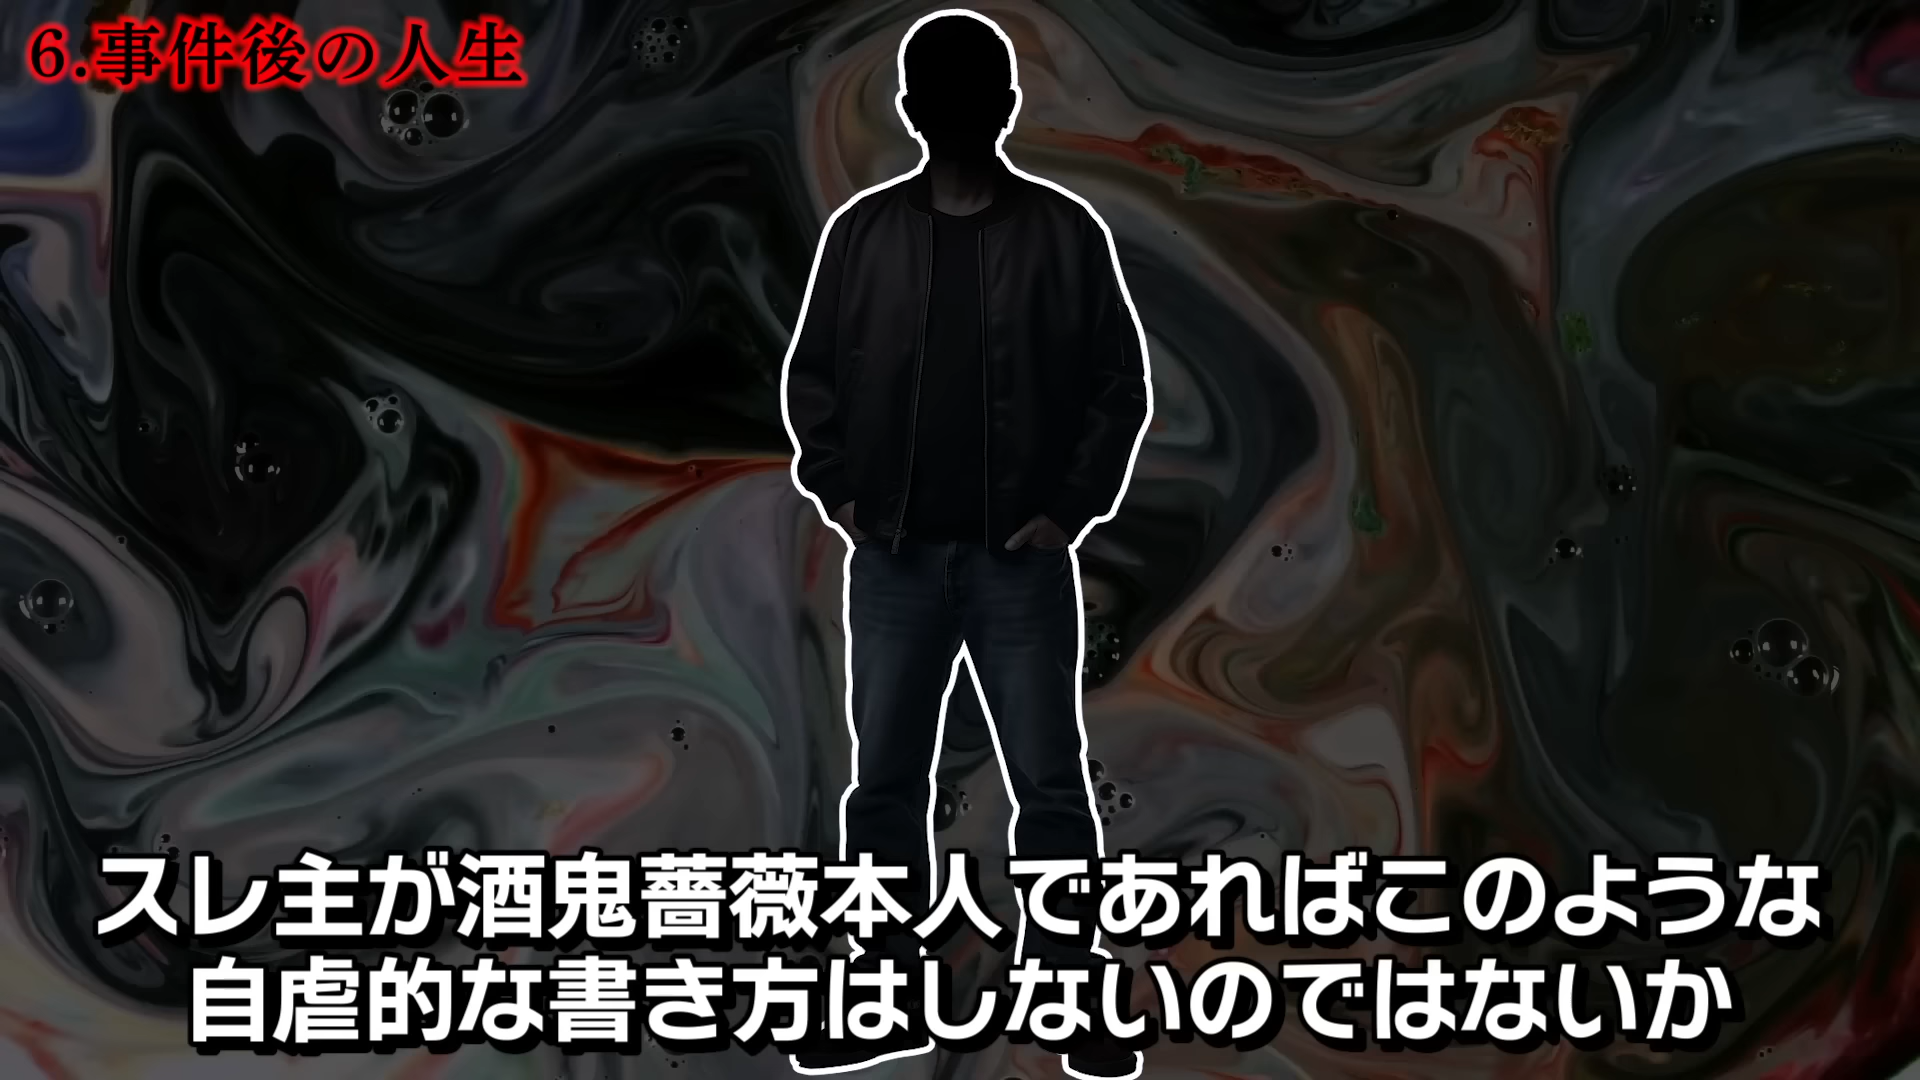 6.事件後の人生
スレ主が酒鬼薔薇本人であればこのような
自虐的な書き方はしないのではないか